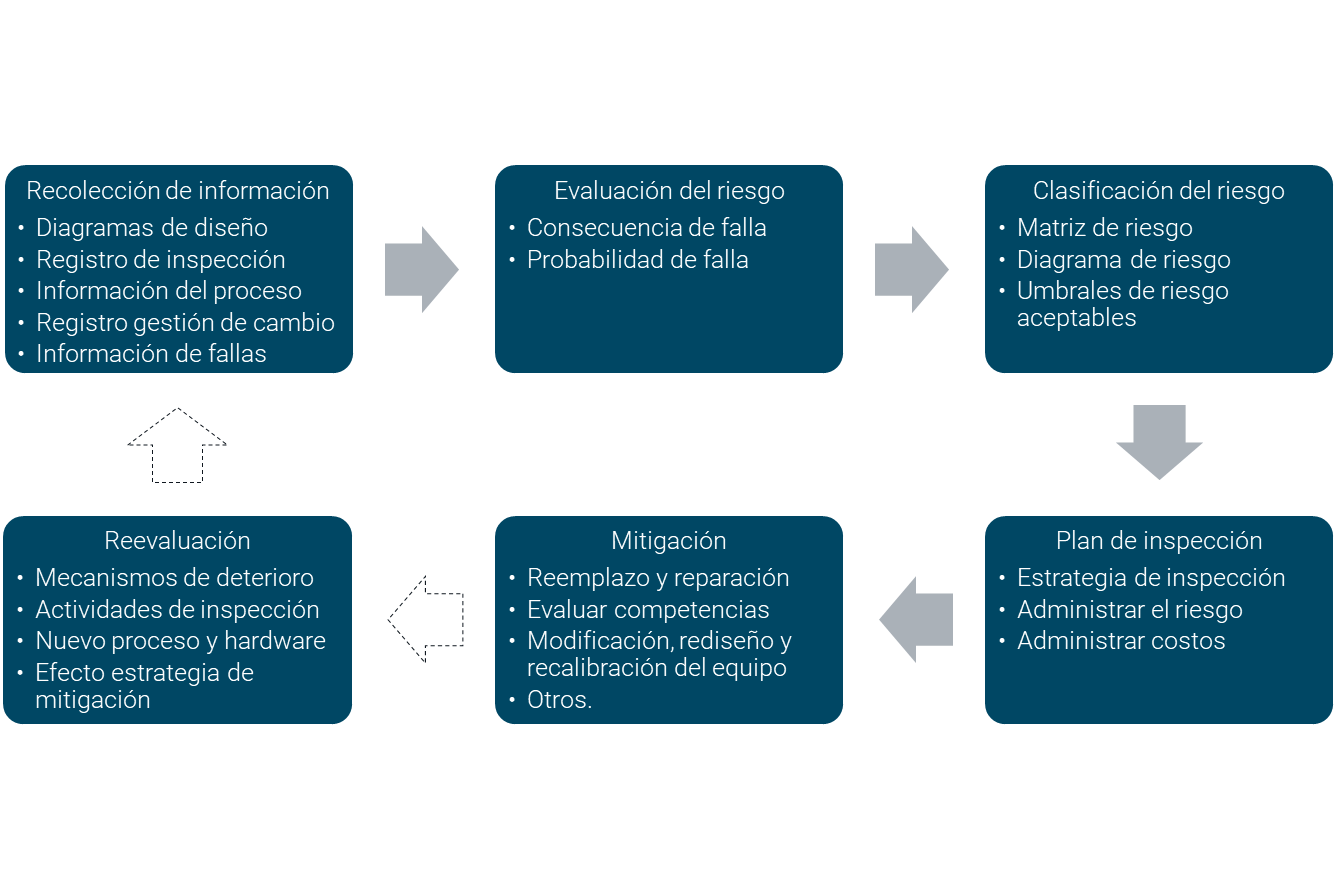 Recolección de información
• Diagramas de diseño
• Registro de inspección
• Información del proceso
• Registro gestión de cambio
• Información de fallas
Evaluación del riesgo
• Consecuencia de falla
• Probabilidad de falla
Clasificación del riesgo
• Matriz de riesgo
• Diagrama de riesgo
• Umbrales de riesgo
aceptables
Reevaluación
• Mecanismos de deterioro
• Actividades de inspección
• Nuevo proceso y hardware
• Efecto estrategia de
mitigación
Mitigación
• Reemplazo y reparación
• Evaluar competencias
• Modificación, rediseño y
recalibración del equipo
• Otros.
Plan de inspección
• Estrategia de inspección
• Administrar el riesgo
• Administrar costos